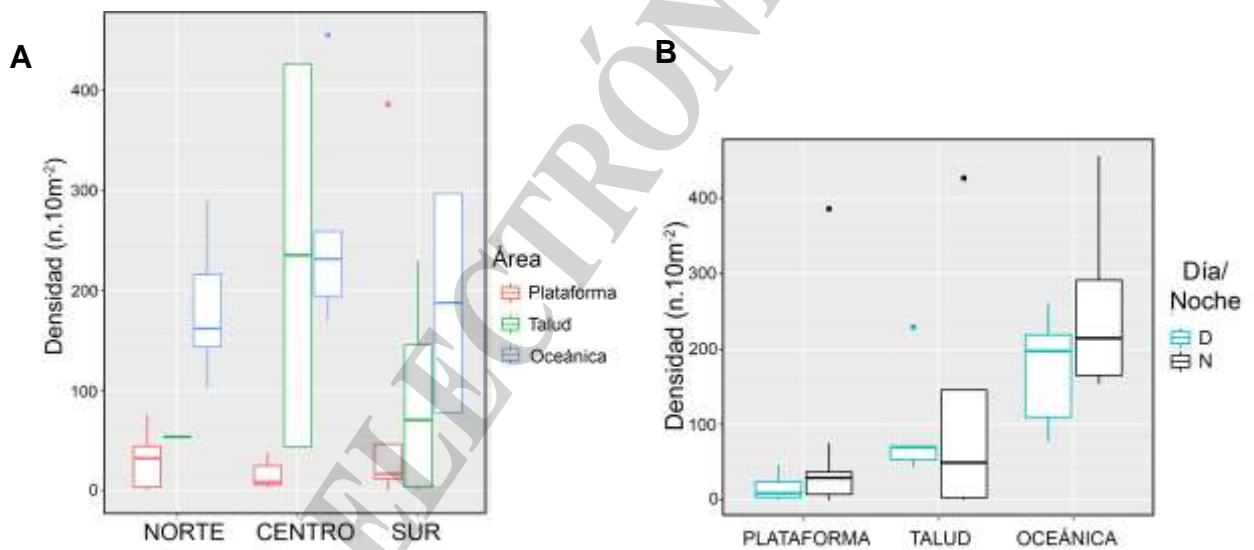 A
Densidad (n.10m-2)
400
300
200
100
0
NORTE CENTRO SUR
Área
Plataforma
Talud
Oceánica
B
Densidad (n.10m-2)
400
300
200
100
0
PLATAFORMA TALUD OCEÁNICA
Día/
Noche
D
N
ELECTRÓN